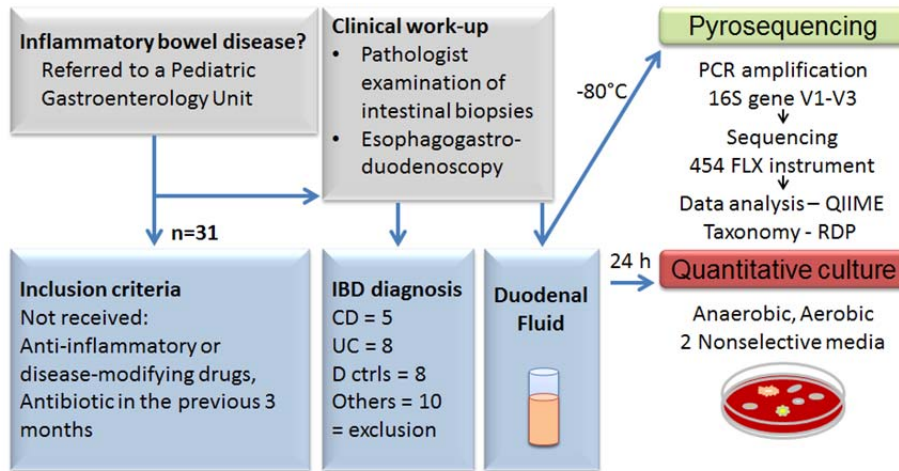 Inflammatory bowel disease?
Referred to a Pediatric
Gastroenterology Unit
Clinical work-up
• Pathologist
examination of
intestinal biopsies
• Esophagogastro-
duodenoscopy
n=31
Inclusion criteria
Not received:
Anti-inflammatory or
disease-modifying drugs,
Antibiotic in the previous 3
months
IBD diagnosis
CD = 5
UC = 8
D ctrls = 8
Others = 10
= exclusion
Duodenal
Fluid
-80°C
Pyrosequencing
PCR amplification
16S gene V1-V3
Sequencing
454 FLX instrument
Data analysis – QIIME
Taxonomy - RDP
24 h
Quantitative culture
Anaerobic, Aerobic
2 Nonselective media